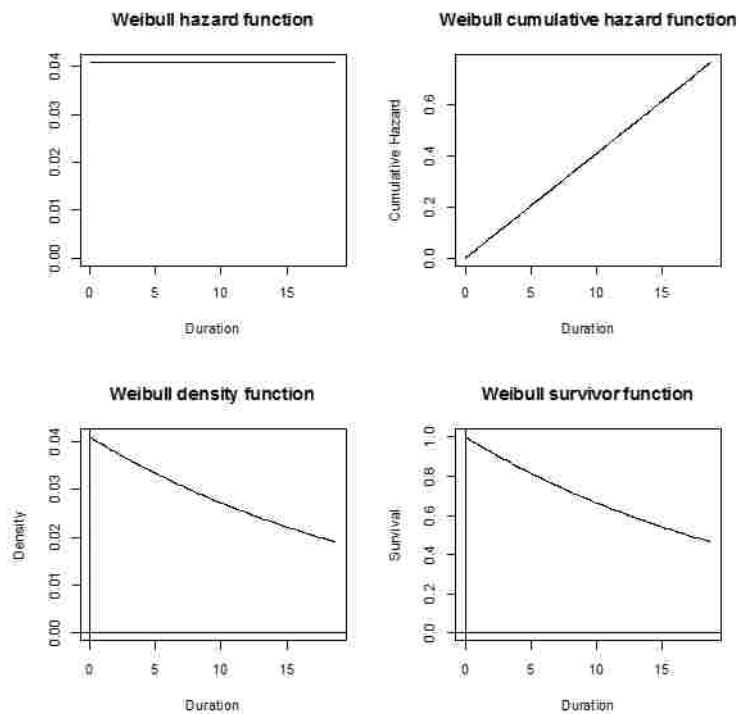 Weibull hazard function
0.04
0.03
0.02
0.01
0.00
0 5 10 15
Duration
Weibull cumulative hazard function
Cumulative Hazard
0.6
0.4
0.2
0.0
0 5 10 15
Duration
Weibull density function
Density
0.04
0.03
0.02
0.01
0.00
0 5 10 15
Duration
Weibull survivor function
Survival
1.0
0.8
0.6
0.4
0.2
0.0
0 5 10 15
Duration